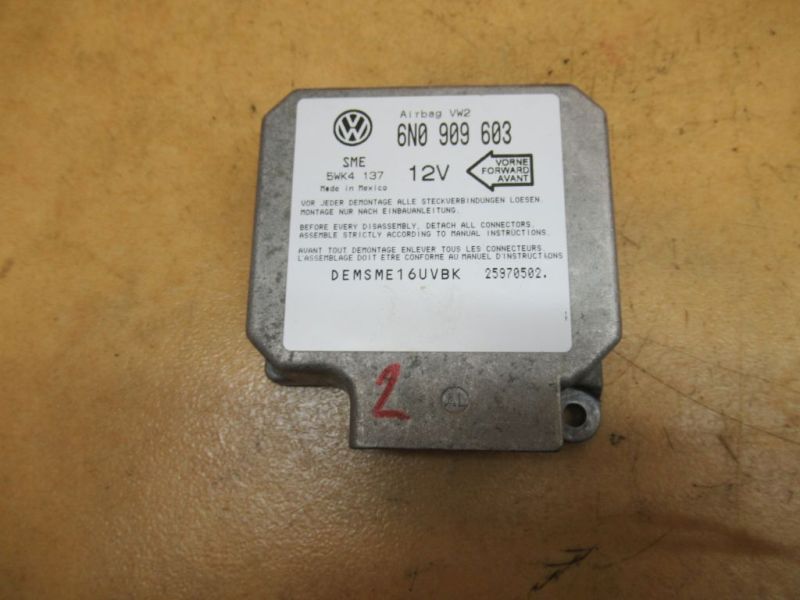 Airbag VW2
6N0 909 603
SME
5WK4 137
12V
Made in Mexico
VORNE
FORWARD
AVANT
VOR JEDER DEMONTAGE ALLE STECKVERBINDUNGEN LOESEN.
MONTAGE NUR NACH EINBAUANLEITUNG.
BEFORE EVERY DISASSEMBLY, DETACH ALL CONNECTORS.
ASSEMBLE STRICTLY ACCORDING TO MANUAL INSTRUCTIONS.
AVANT TOUT DEMONTAGE ENLEVER TOUS LES CONNECTEURS.
L'ASSEMBLAGE DOIT ETRE CONFORME AU MANUEL D'INSTRUCTIONS
DEMSME16UVBK 25970502.
2
AL